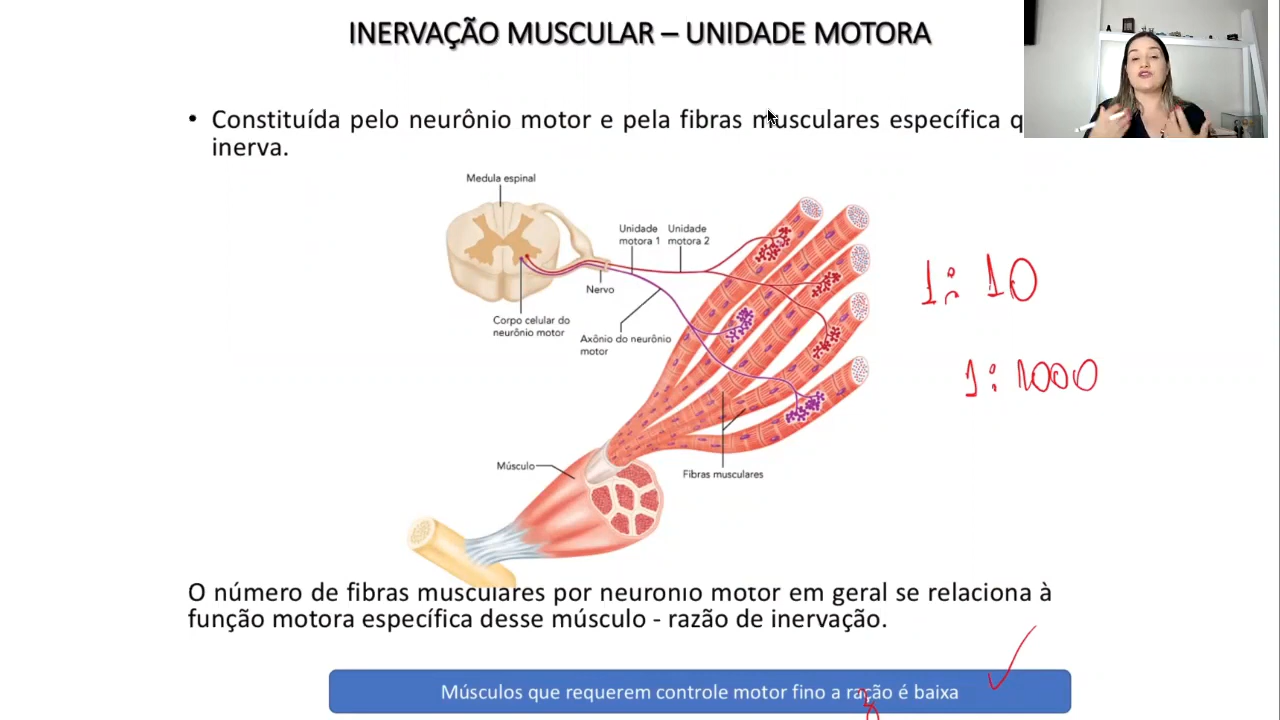 INERVAÇÃO MUSCULAR – UNIDADE MOTORA
• Constituída pelo neurônio motor e pela fibras musculares específica
inerva.
Medula espinal
Unidade motora 1
Unidade motora 2
Nervo
Corpo celular do
neurônio motor
Axônio do neurônio
motor
1: 10
1: 1000
Músculo
Fibras musculares
O número de fibras musculares por neuronio motor em geral se relaciona à
função motora específica desse músculo - razão de inervação.
Músculos que requerem controle motor fino a ração é baixa